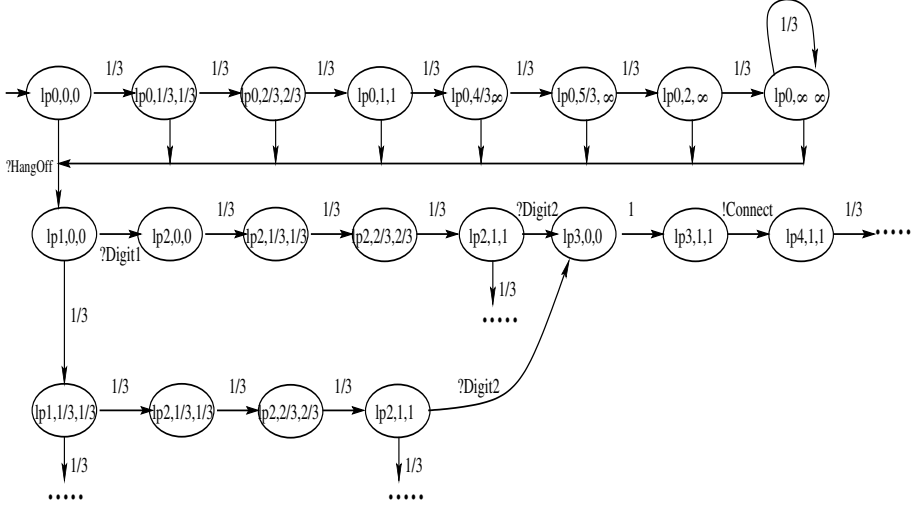 1/3
1/3 1/3 1/3 1/3 1/3 1/3 1/3
lp0,0,0 lp0,1/3,1/3 lp0,2/3,2/3 lp0,1,1 lp0,4/3∞ lp0,5/3, ∞ lp0,2, ∞ lp0,∞ ∞
?HangOff
1/3 1/3 1/3 ?Digit2 1 !Connect 1/3
lp1,0,0 lp2,0,0 lp2,1/3,1/3 lp2,2/3,2/3 lp2,1,1 lp3,0,0 lp3,1,1 lp4,1,1 .....
?Digit1
1/3
.....
1/3
1/3 1/3 1/3 ?Digit2
lp1,1/3,1/3 lp2,1/3,1/3 lp2,2/3,2/3 lp2,1,1
1/3 1/3
..... .....